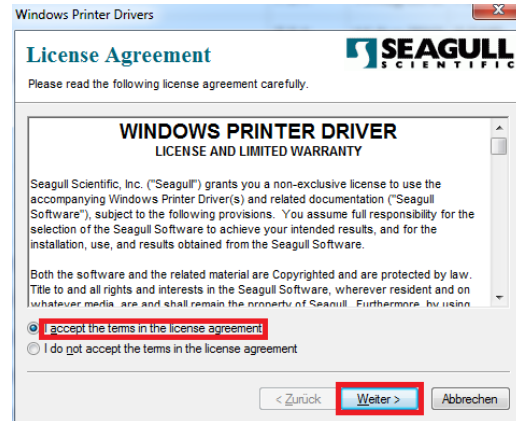 Windows Printer Drivers
License Agreement
SEAGULL
SCIENTIFIC
Please read the following license agreement carefully.
WINDOWS PRINTER DRIVER
LICENSE AND LIMITED WARRANTY
Seagull Scientific, Inc. ("Seagull") grants you a non-exclusive license to use the
accompanying Windows Printer Driver(s) and related documentation ("Seagull
Software"), subject to the following provisions.  You assume full responsibility for the
selection of the Seagull Software to achieve your intended results, and for the
installation, use, and results obtained from the Seagull Software.
Both the software and the related material are Copyrighted and are protected by law.
Title to and all rights and interests in the Seagull Software, wherever resident and on
whatever media, are and shall remain the property of Seagull.  Furthermore, by using
I accept the terms in the license agreement
I do not accept the terms in the license agreement
< Zurück
Weiter >
Abbrechen